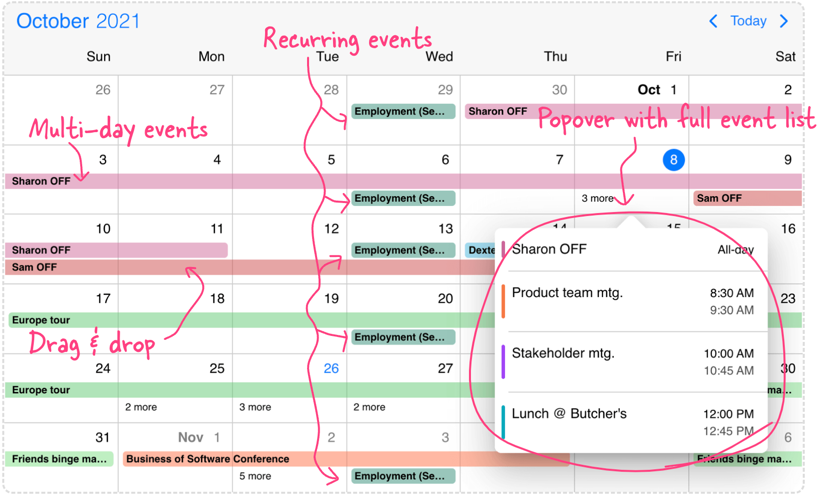 October 2021
Today
Recurring events
Sun Mon Tue Wed Thu Fri Sat
26 27 28 29 30 Oct 1 2
Employment (Se... Sharon OFF
Multi-day events
Popover with full event list
3 4 5 6 7 8 9
Sharon OFF
Employment (Se... 3 more Sam OFF
10 11 12 13 14 15 16
Sharon OFF Employment (Se... Dexte
Sam OFF
Sharon OFF All-day
Product team mtg. 8:30 AM
9:30 AM
Stakeholder mtg. 10:00 AM
10:45 AM
Lunch @ Butcher's 12:00 PM
12:45 PM
17 18 19 20 23
Europe tour
Employment (Se...
Drag & drop
24 25 26 27 30
Europe tour ma...
2 more 3 more 2 more
31 Nov 1 2 3 6
Friends binge ma... Business of Software Conference Friends binge ma...
5 more Employment (Se...